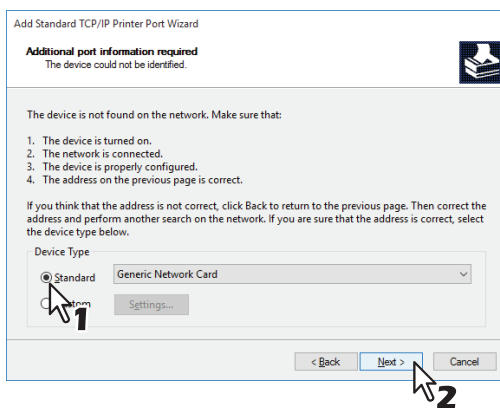 Add Standard TCP/IP Printer Port Wizard
Additional port information required
The device could not be identified.
The device is not found on the network. Make sure that:
1. The device is turned on.
2. The network is connected.
3. The device is properly configured.
4. The address on the previous page is correct.
If you think that the address is not correct, click Back to return to the previous page. Then correct the
address and perform another search on the network. If you are sure that the address is correct, select
the device type below.
Device Type
Standard
Generic Network Card
Settings...
1
< Back
Next >
Cancel
2